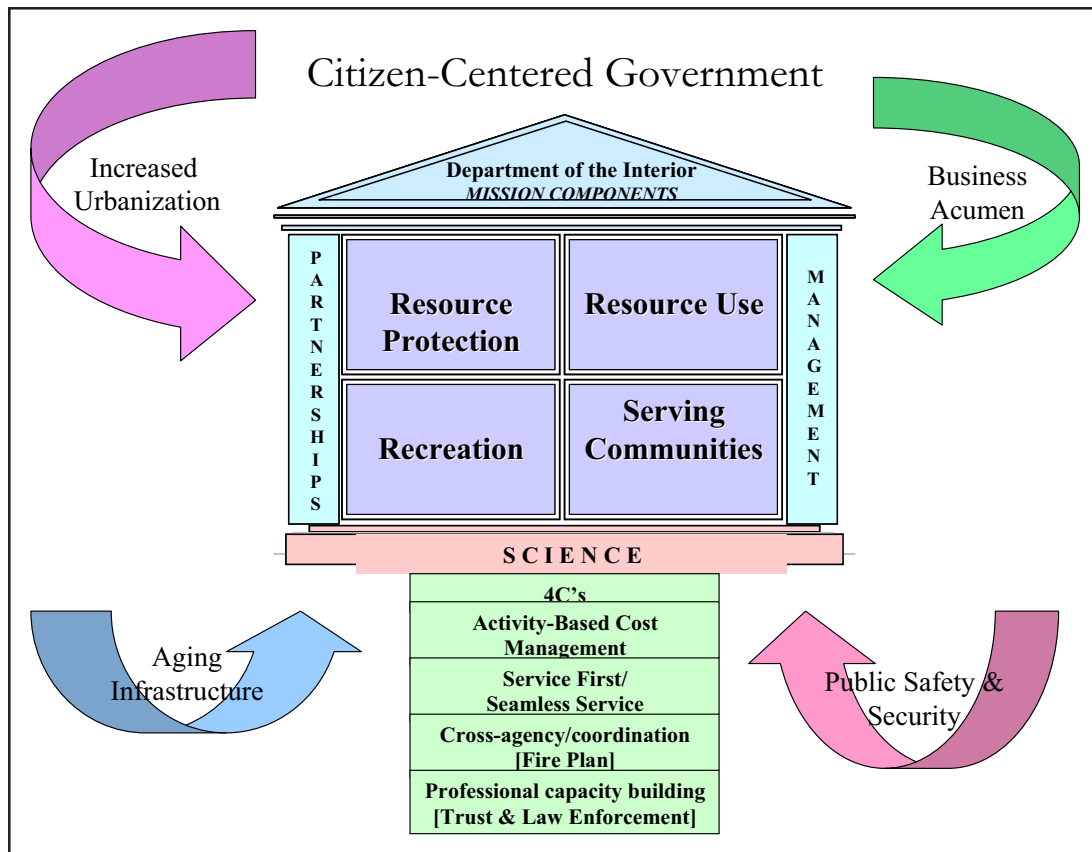 Citizen-Centered Government
Increased
Urbanization
Business
Acumen
Department of the Interior
MISSION COMPONENTS
PARTNERSHIPS
Resource
Protection
Resource Use
MANAGEMENT
Recreation
Serving
Communities
SCIENCE
4C's
Activity-Based Cost
Management
Service First/
Seamless Service
Cross-agency/coordination
[Fire Plan]
Professional capacity building
[Trust & Law Enforcement]
Aging
Infrastructure
Public Safety &
Security